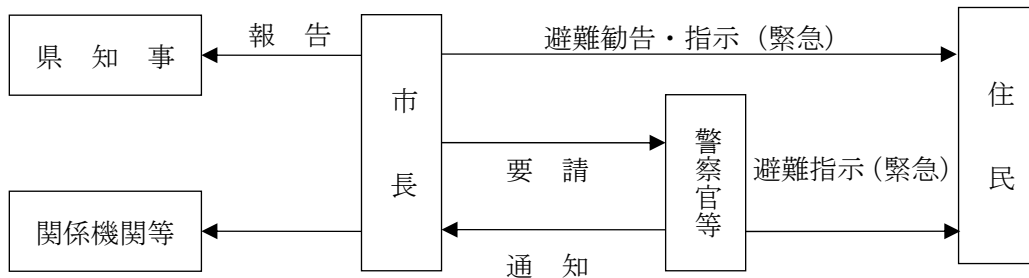 県 知 事
報 告
市長
避難勧告・指示（緊急）
住民
要 請
警察官等
避難指示（緊急）
関係機関等
通 知